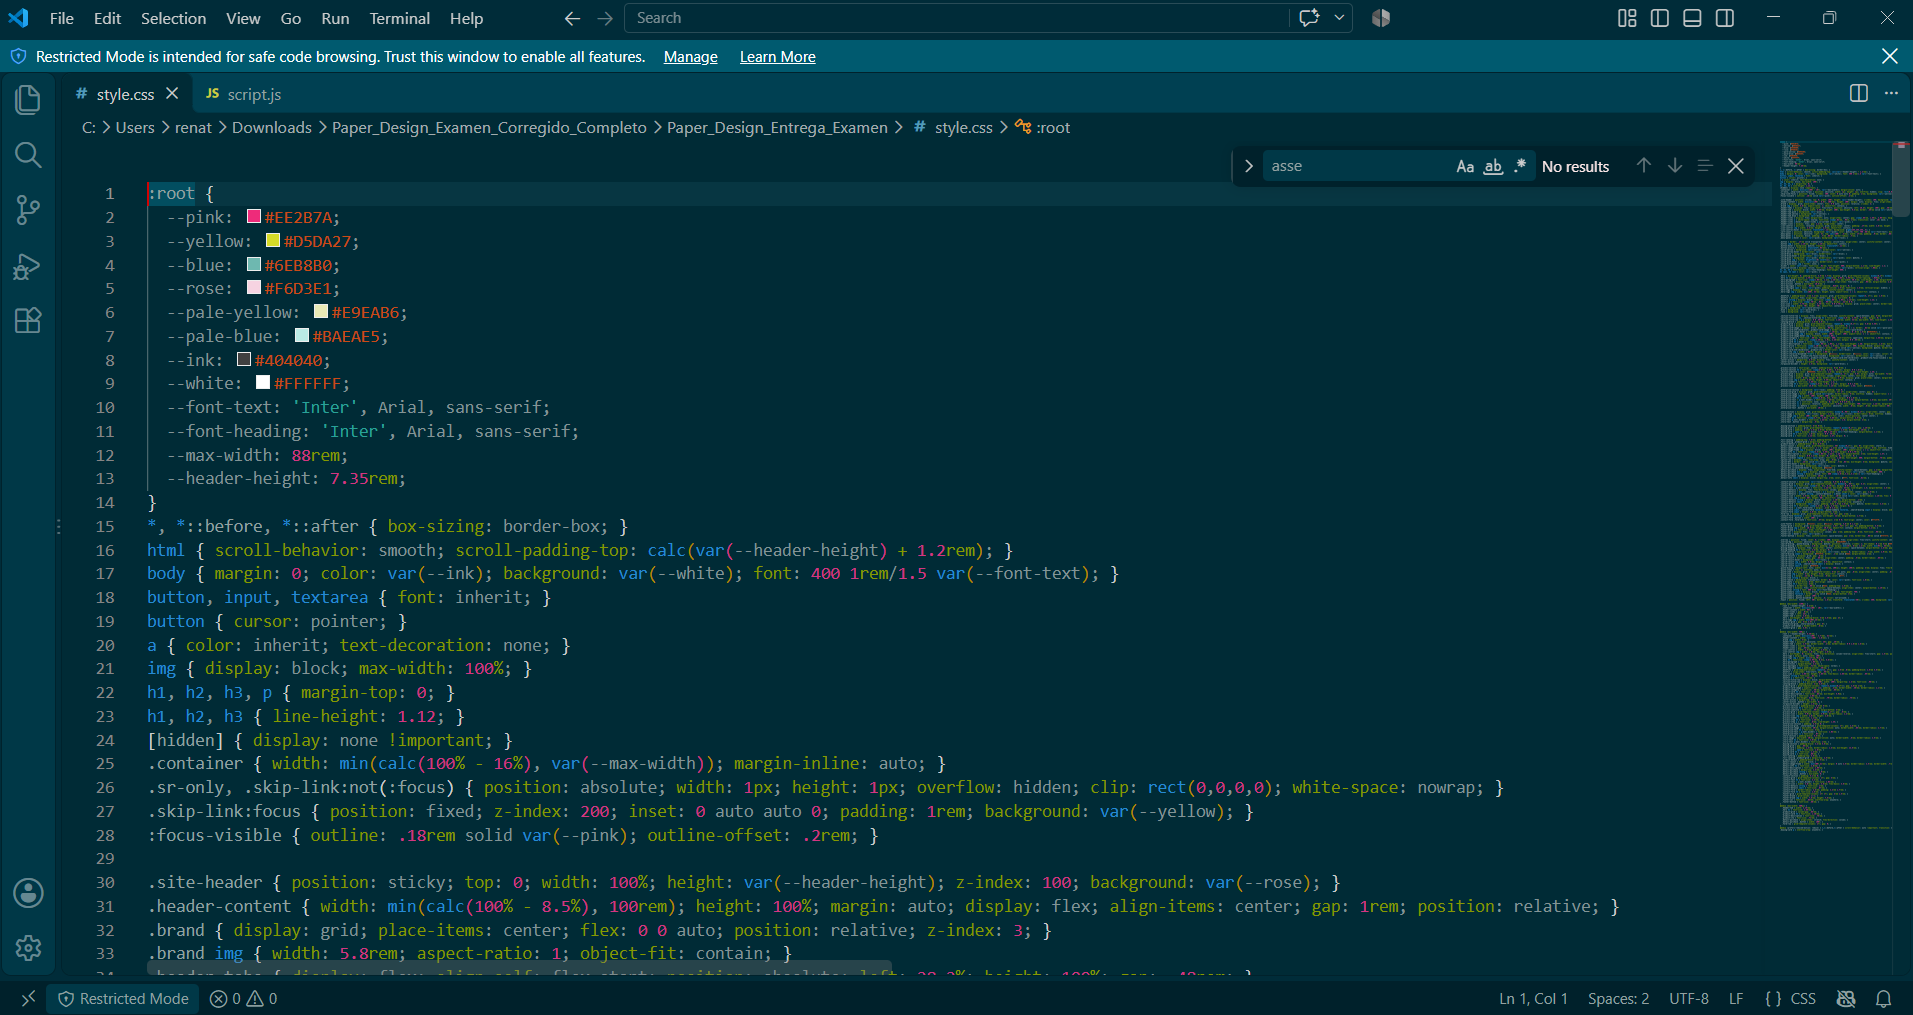 File Edit Selection View Go Run Terminal Help Search
Restricted Mode is intended for safe code browsing. Trust this window to enable all features. Manage Learn More
# style.css JS script.js
C: > Users > renat > Downloads > Paper_Design_Examen_Corregido_Completo > Paper_Design_Entrega_Examen > # style.css > :root
asse Aa ab .* No results
1 :root {
2 --pink: #EE2B7A;
3 --yellow: #D5DA27;
4 --blue: #6EB8B0;
5 --rose: #F6D3E1;
6 --pale-yellow: #E9EAB6;
7 --pale-blue: #BAEAE5;
8 --ink: #404040;
9 --white: #FFFFFF;
10 --font-text: 'Inter', Arial, sans-serif;
11 --font-heading: 'Inter', Arial, sans-serif;
12 --max-width: 88rem;
13 --header-height: 7.35rem;
14 }
15 *, *::before, *::after { box-sizing: border-box; }
16 html { scroll-behavior: smooth; scroll-padding-top: calc(var(--header-height) + 1.2rem); }
17 body { margin: 0; color: var(--ink); background: var(--white); font: 400 1rem/1.5 var(--font-text); }
18 button, input, textarea { font: inherit; }
19 button { cursor: pointer; }
20 a { color: inherit; text-decoration: none; }
21 img { display: block; max-width: 100%; }
22 h1, h2, h3, p { margin-top: 0; }
23 h1, h2, h3 { line-height: 1.12; }
24 [hidden] { display: none !important; }
25 .container { width: min(calc(100% - 16%), var(--max-width)); margin-inline: auto; }
26 .sr-only, .skip-link:not(:focus) { position: absolute; width: 1px; height: 1px; overflow: hidden; clip: rect(0,0,0,0); white-space: nowrap; }
27 .skip-link:focus { position: fixed; z-index: 200; inset: 0 auto auto 0; padding: 1rem; background: var(--yellow); }
28 :focus-visible { outline: .18rem solid var(--pink); outline-offset: .2rem; }
29
30 .site-header { position: sticky; top: 0; width: 100%; height: var(--header-height); z-index: 100; background: var(--rose); }
31 .header-content { width: min(calc(100% - 8.5%), 100rem); height: 100%; margin: auto; display: flex; align-items: center; gap: 1rem; position: relative; }
32 .brand { display: grid; place-items: center; flex: 0 0 auto; position: relative; z-index: 3; }
33 .brand img { width: 5.8rem; aspect-ratio: 1; object-fit: contain; }
Restricted Mode 0 0 Ln 1, Col 1 Spaces: 2 UTF-8 LF { } CSS